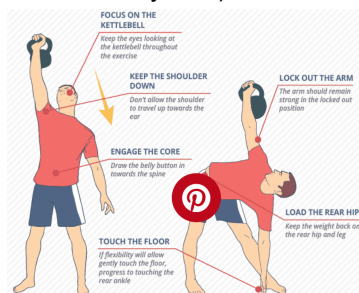 FOCUS ON THE
KETTLEBELL
Keep the eyes looking at
the kettlebell throughout
the exercise
KEEP THE SHOULDER
DOWN
Don't allow the shoulder
to travel up towards the
ear
ENGAGE THE CORE
Draw the belly button in
towards the spine
TOUCH THE FLOOR
If flexibility will allow
gently touch the floor,
progress to touching the
rear ankle
LOCK OUT THE ARM
The arm should remain
strong in the locked out
position
LOAD THE REAR HIP
Keep the weight back on
the rear hip and leg